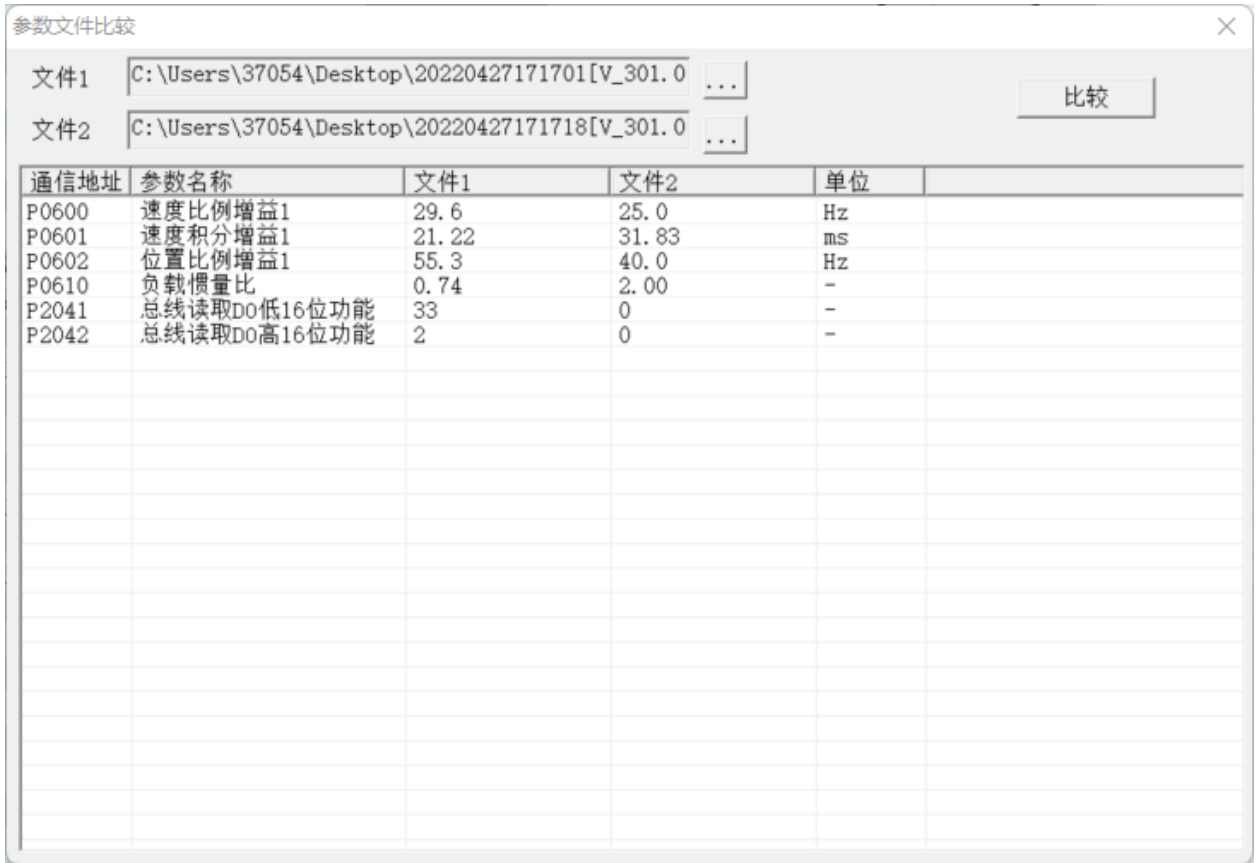 参数文件比较
文件1 C:\Users\37054\Desktop\20220427171701[V_301.0 ...
比较
文件2 C:\Users\37054\Desktop\20220427171718[V_301.0 ...
通信地址 参数名称 文件1 文件2 单位
P0600 速度比例增益1 29.6 25.0 Hz
P0601 速度积分增益1 21.22 31.83 ms
P0602 位置比例增益1 55.3 40.0 Hz
P0610 负载惯量比 0.74 2.00 -
P2041 总线读取DO低16位功能 33 0 -
P2042 总线读取DO高16位功能 2 0 -